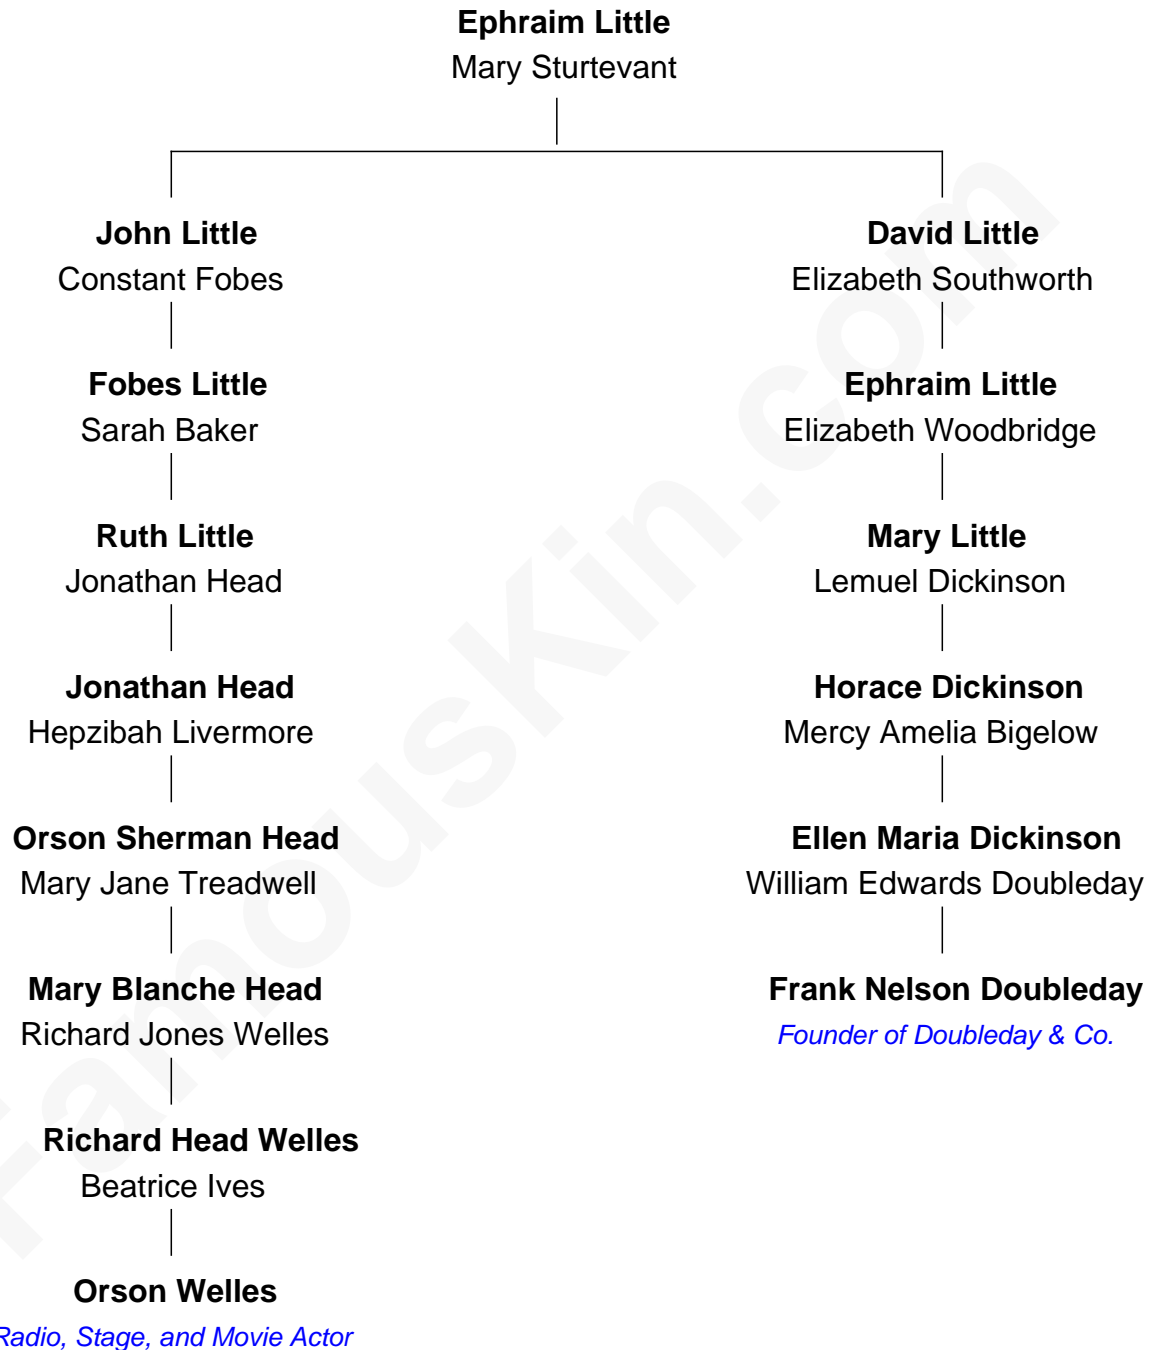 Ephraim Little
Mary Sturtevant
John Little
Constant Fobes
Fobes Little
Sarah Baker
Ruth Little
Jonathan Head
Jonathan Head
Hepzibah Livermore
Orson Sherman Head
Mary Jane Treadwell
Mary Blanche Head
Richard Jones Welles
Richard Head Welles
Beatrice Ives
Orson Welles
Radio, Stage, and Movie Actor
David Little
Elizabeth Southworth
Ephraim Little
Elizabeth Woodbridge
Mary Little
Lemuel Dickinson
Horace Dickinson
Mercy Amelia Bigelow
Ellen Maria Dickinson
William Edwards Doubleday
Frank Nelson Doubleday
Founder of Doubleday & Co.
FamousKin.com